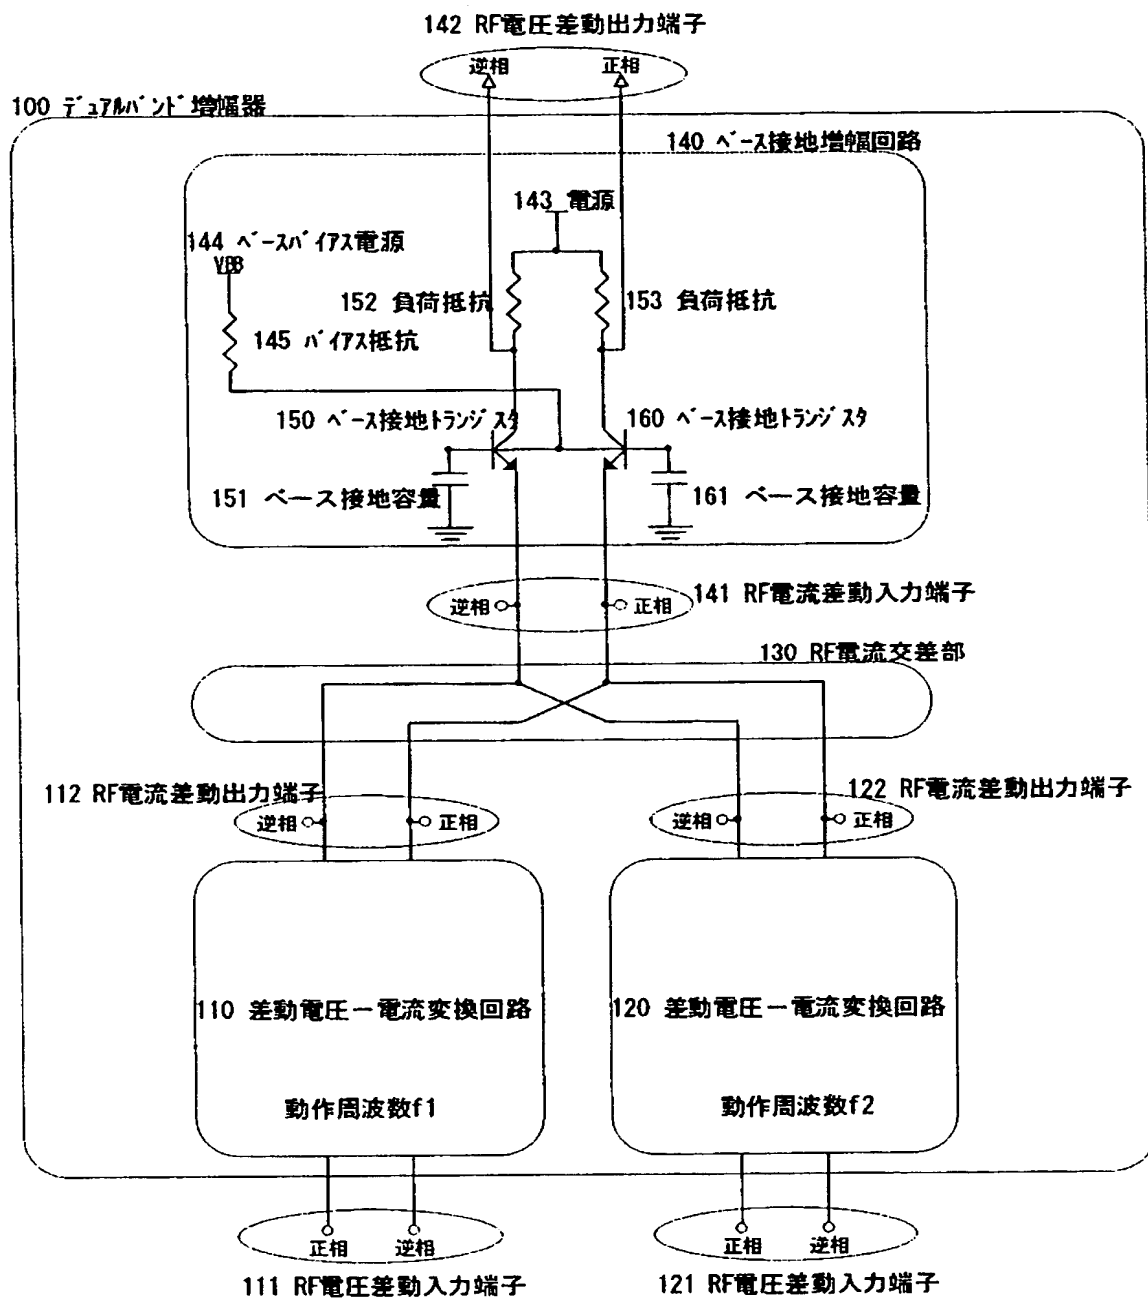 142 RF電圧差動出力端子
逆相 正相
100 デュアルバンド増幅器
140 ベース接地増幅回路
143 電源
144 ベースバイアス電源
VBB
152 負荷抵抗
153 負荷抵抗
145 バイアス抵抗
150 ベース接地トランジスタ
160 ベース接地トランジスタ
151 ベース接地容量
161 ベース接地容量
逆相 正相
141 RF電流差動入力端子
130 RF電流交差部
112 RF電流差動出力端子
122 RF電流差動出力端子
逆相 正相
逆相 正相
110 差動電圧ー電流変換回路
120 差動電圧ー電流変換回路
動作周波数f1
動作周波数f2
正相 逆相
正相 逆相
111 RF電圧差動入力端子
121 RF電圧差動入力端子